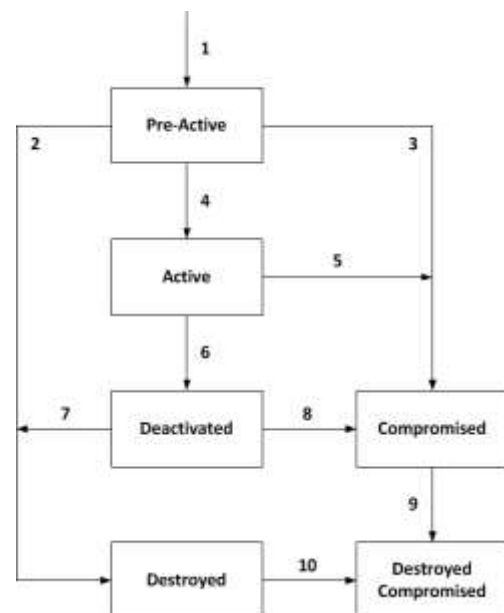 1
Pre-Active
2
3
4
Active
5
6
7
Deactivated
8
Compromised
9
Destroyed
10
Destroyed
Compromised